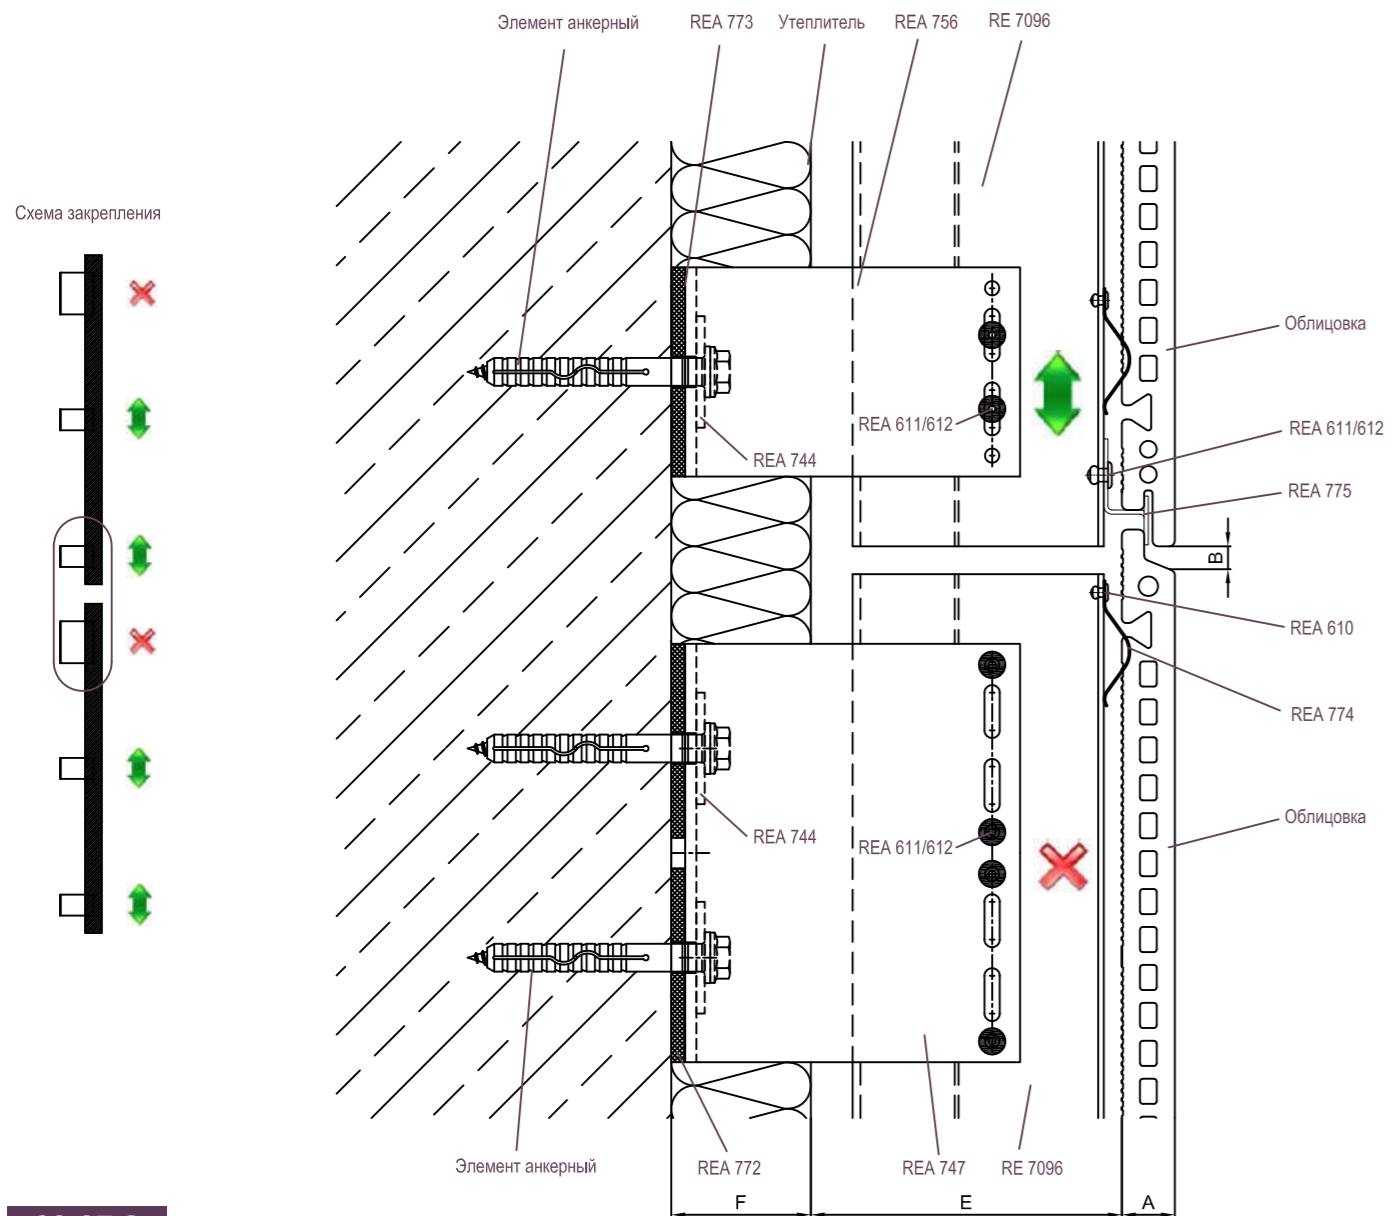 Элемент анкерный
REA 773
Утеплитель
REA 756
RE 7096
Схема закрепления
Облицовка
REA 611/612
REA 611/612
REA 744
REA 775
B
REA 610
REA 774
REA 744
REA 611/612
Облицовка
Элемент анкерный
REA 772
REA 747
RE 7096
F
E
A